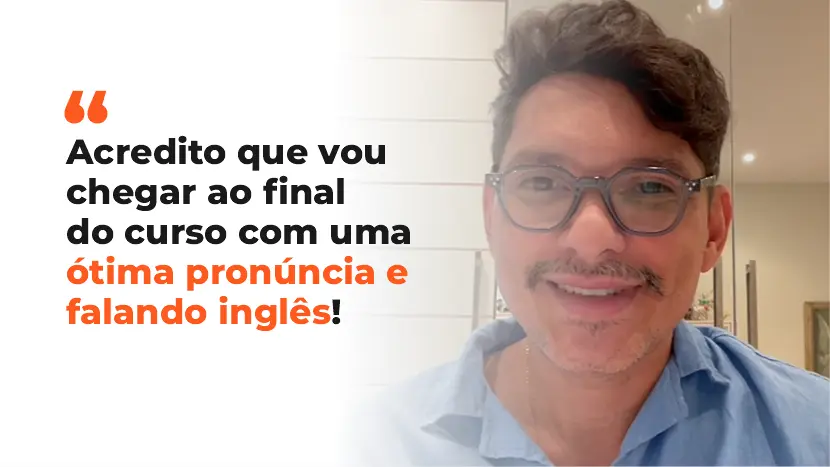 “
Acredito que vou
chegar ao final
do curso com uma
ótima pronúncia e
falando inglês!